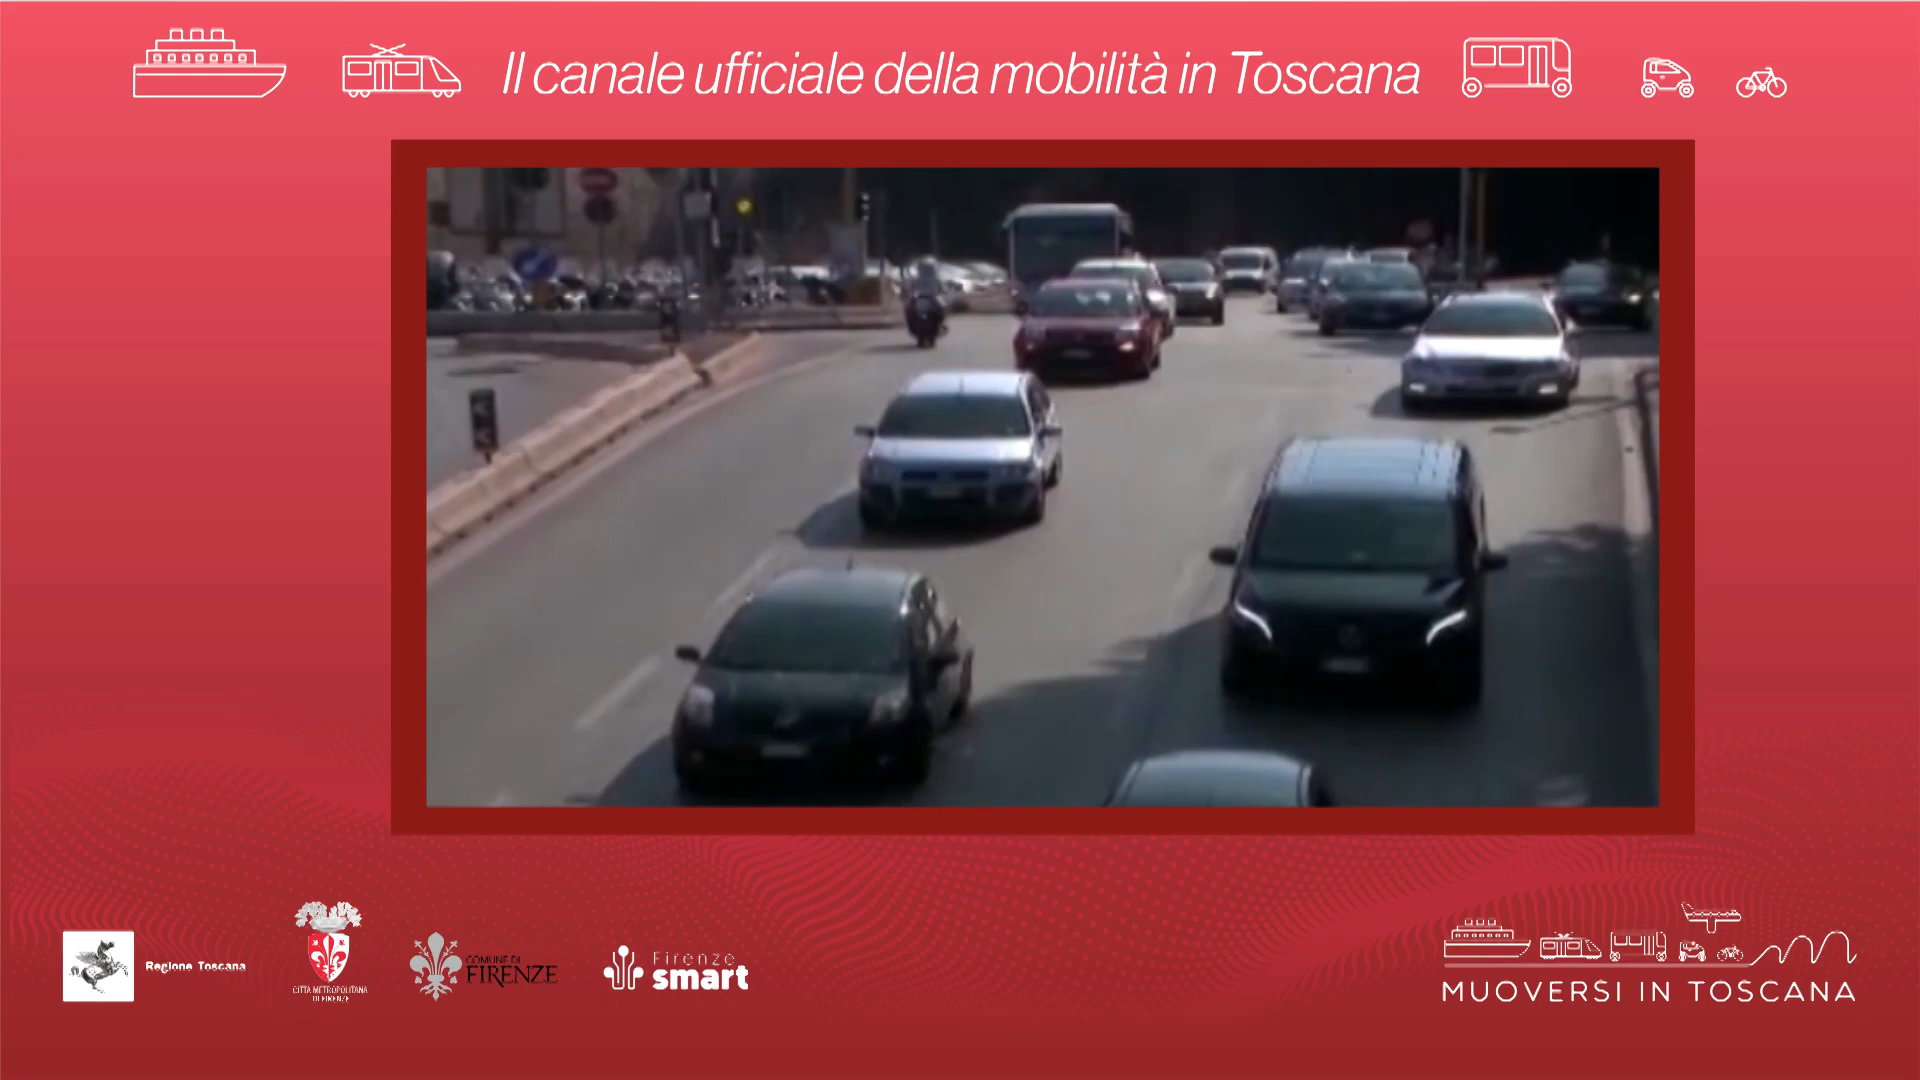 Il canale ufficiale della mobilità in Toscana
Regione Toscana
CITTÀ METROPOLITANA
DI FIRENZE
COMUNE DI
FIRENZE
Firenze
smart
MUOVERSI IN TOSCANA